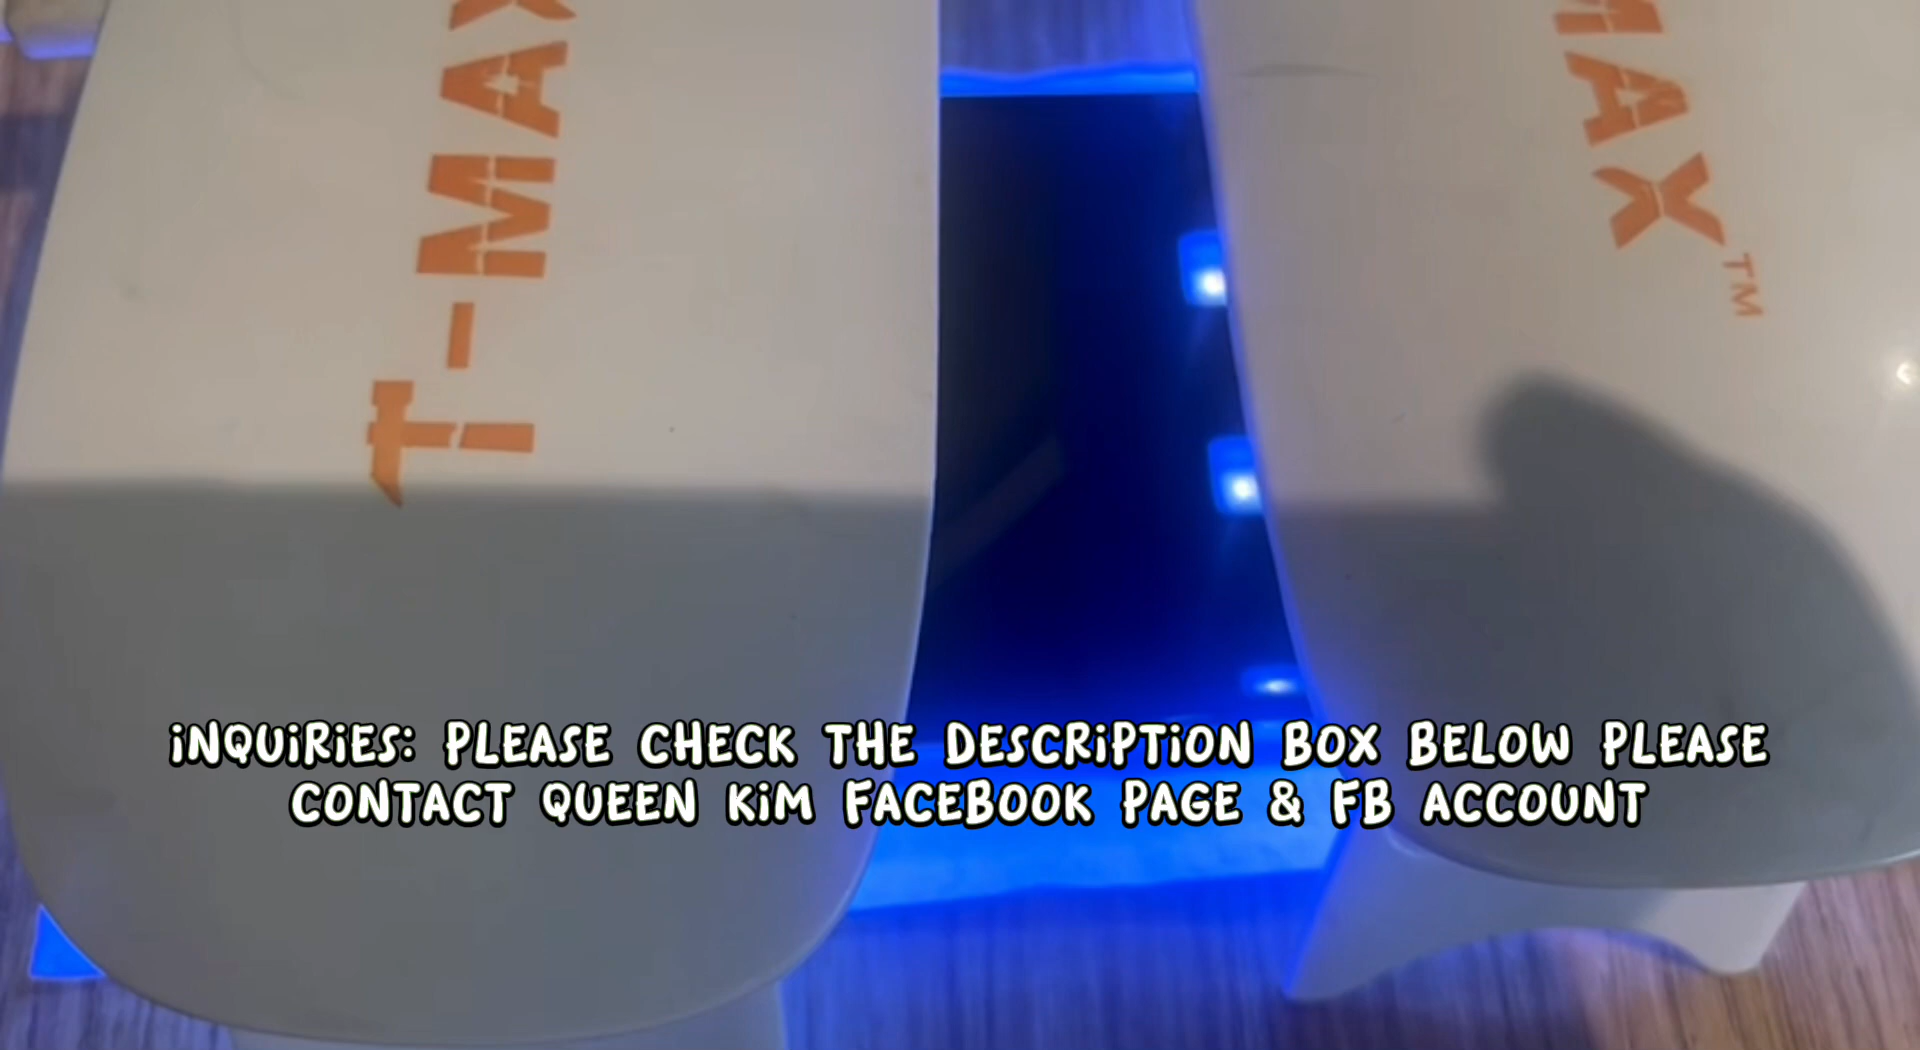 T-MAX
MAX™
iNQUiRiES: PLEASE CHECK THE DESCRiPTiON BOX BELOW PLEASE
CONTACT QUEEN KiM FACEBOOK PAGE & FB ACCOUNT